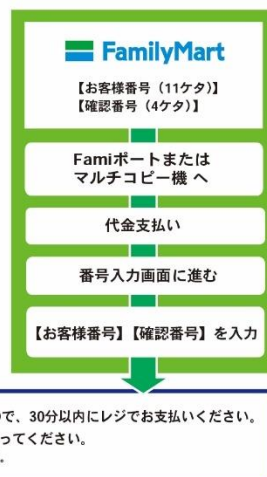 FamilyMart
【お客様番号（11ケタ）】
【確認番号（4ケタ）】
Famiポートまたは
マルチコピー機 へ
代金支払い
番号入力画面に進む
【お客様番号】【確認番号】を入力
で、30分以内にレジでお支払いください。
ってください。
。